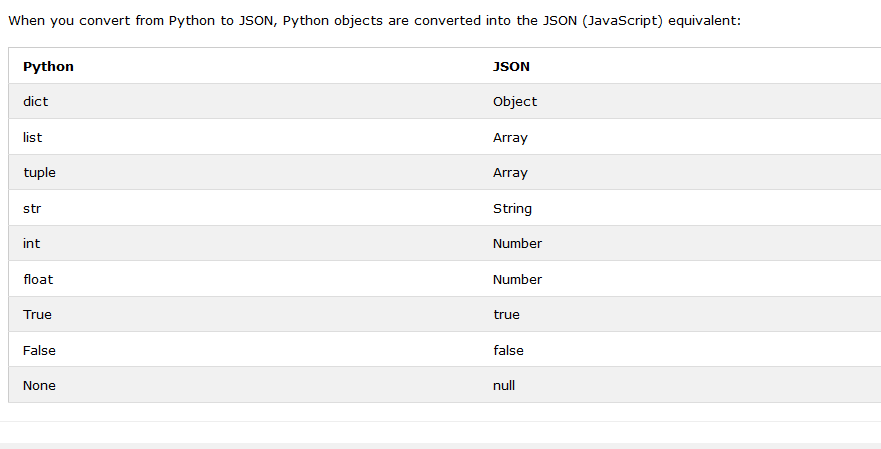 When you convert from Python to JSON, Python objects are converted into the JSON (JavaScript) equivalent:
Python JSON
dict Object
list Array
tuple Array
str String
int Number
float Number
True true
False false
None null